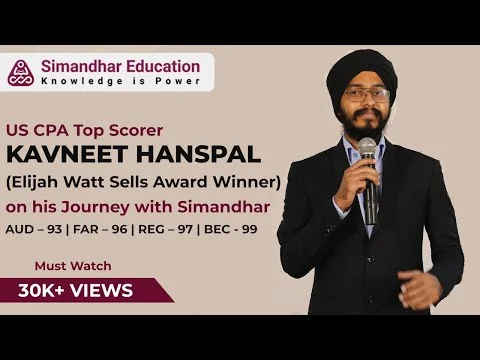 Simandhar Education
Knowledge is Power
US CPA Top Scorer
KAVNEET HANSPAL
(Elijah Watt Sells Award Winner)
on his Journey with Simandhar
AUD – 93 | FAR – 96 | REG – 97 | BEC - 99
Must Watch
30K+ VIEWS